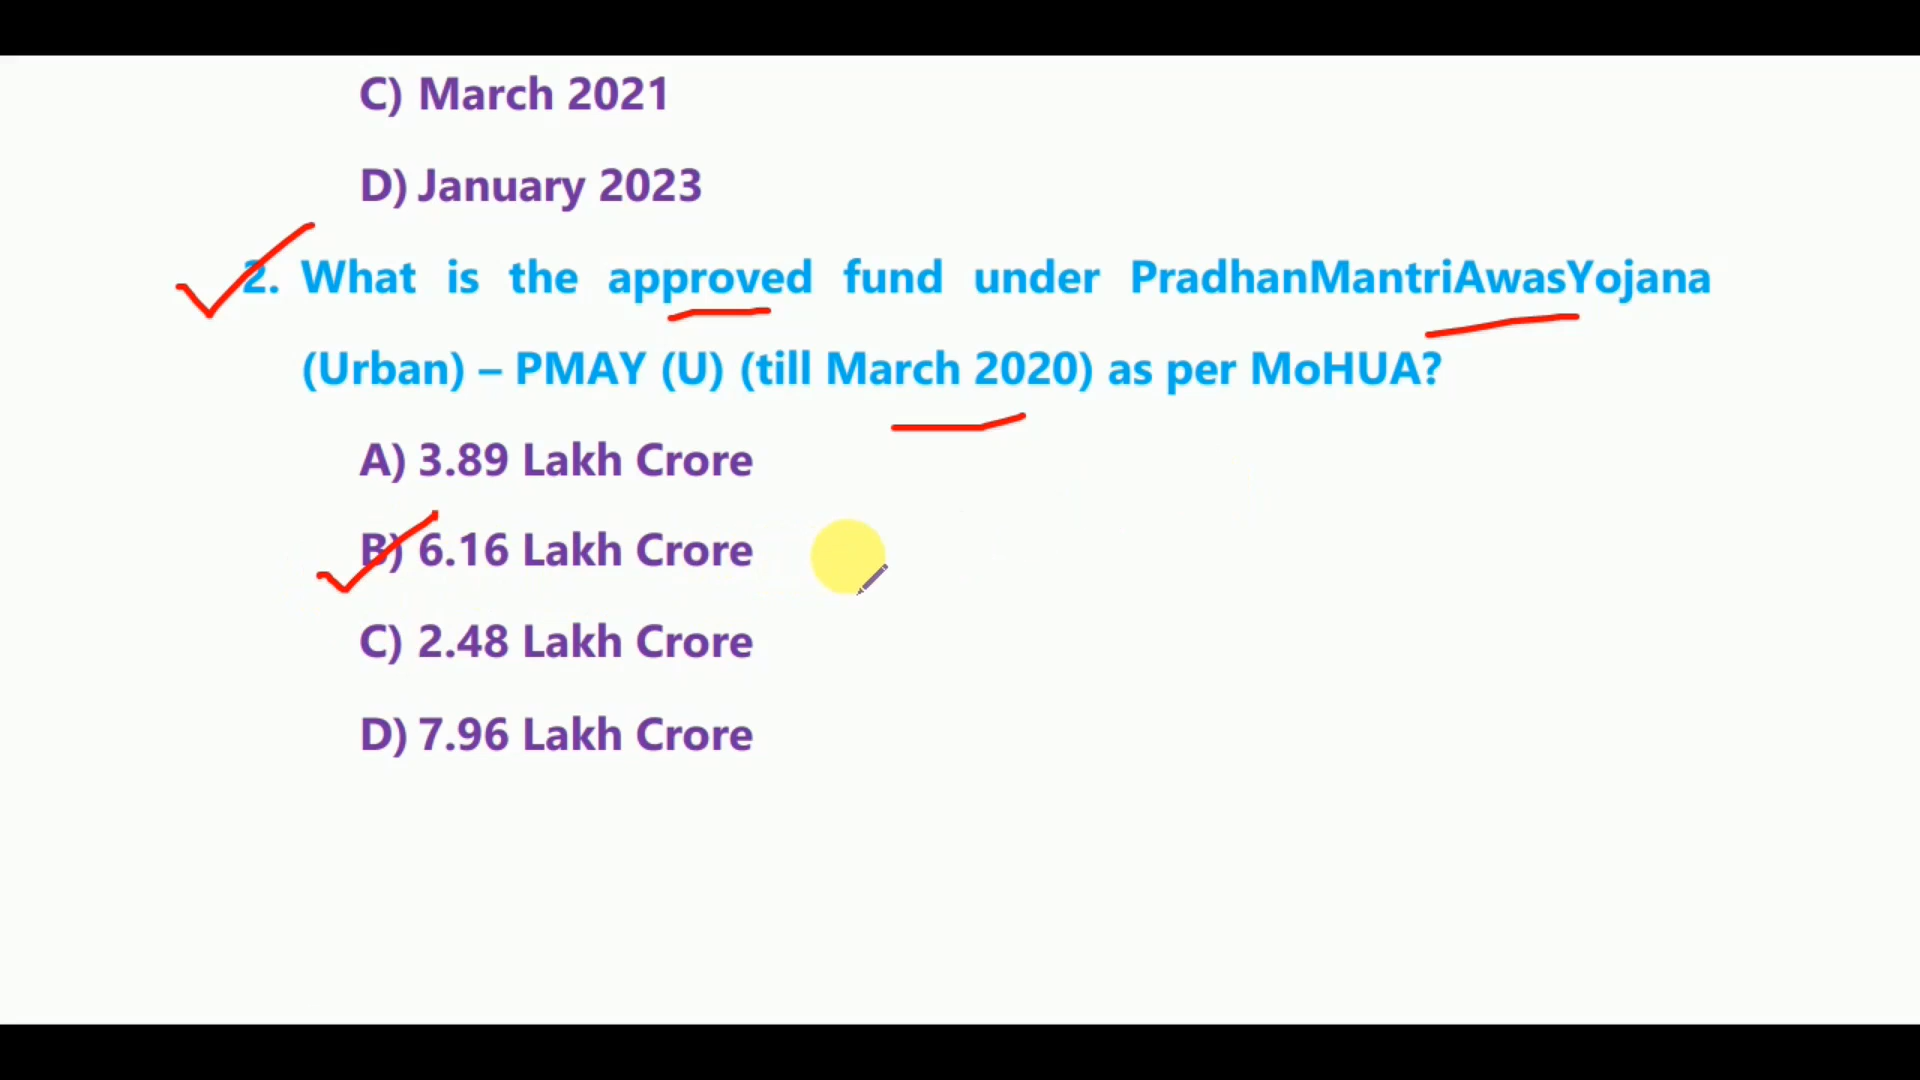 C) March 2021
D) January 2023
2. What is the approved fund under PradhanMantriAwasYojana
(Urban) – PMAY (U) (till March 2020) as per MoHUA?
A) 3.89 Lakh Crore
B) 6.16 Lakh Crore
C) 2.48 Lakh Crore
D) 7.96 Lakh Crore